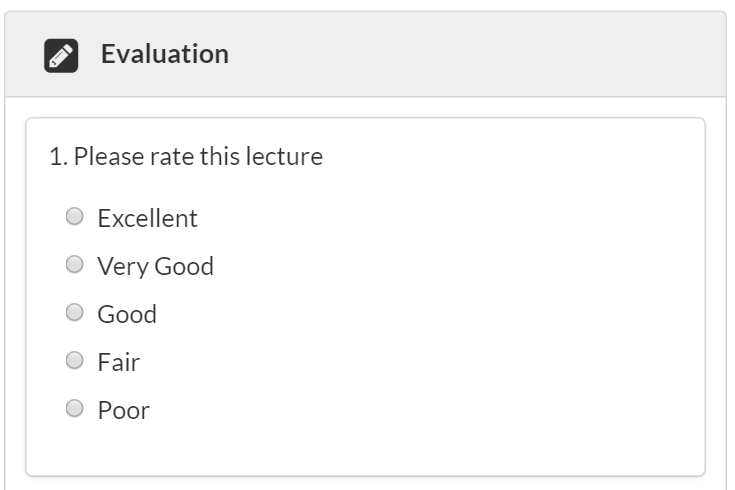 Evaluation
1. Please rate this lecture
Excellent
Very Good
Good
Fair
Poor